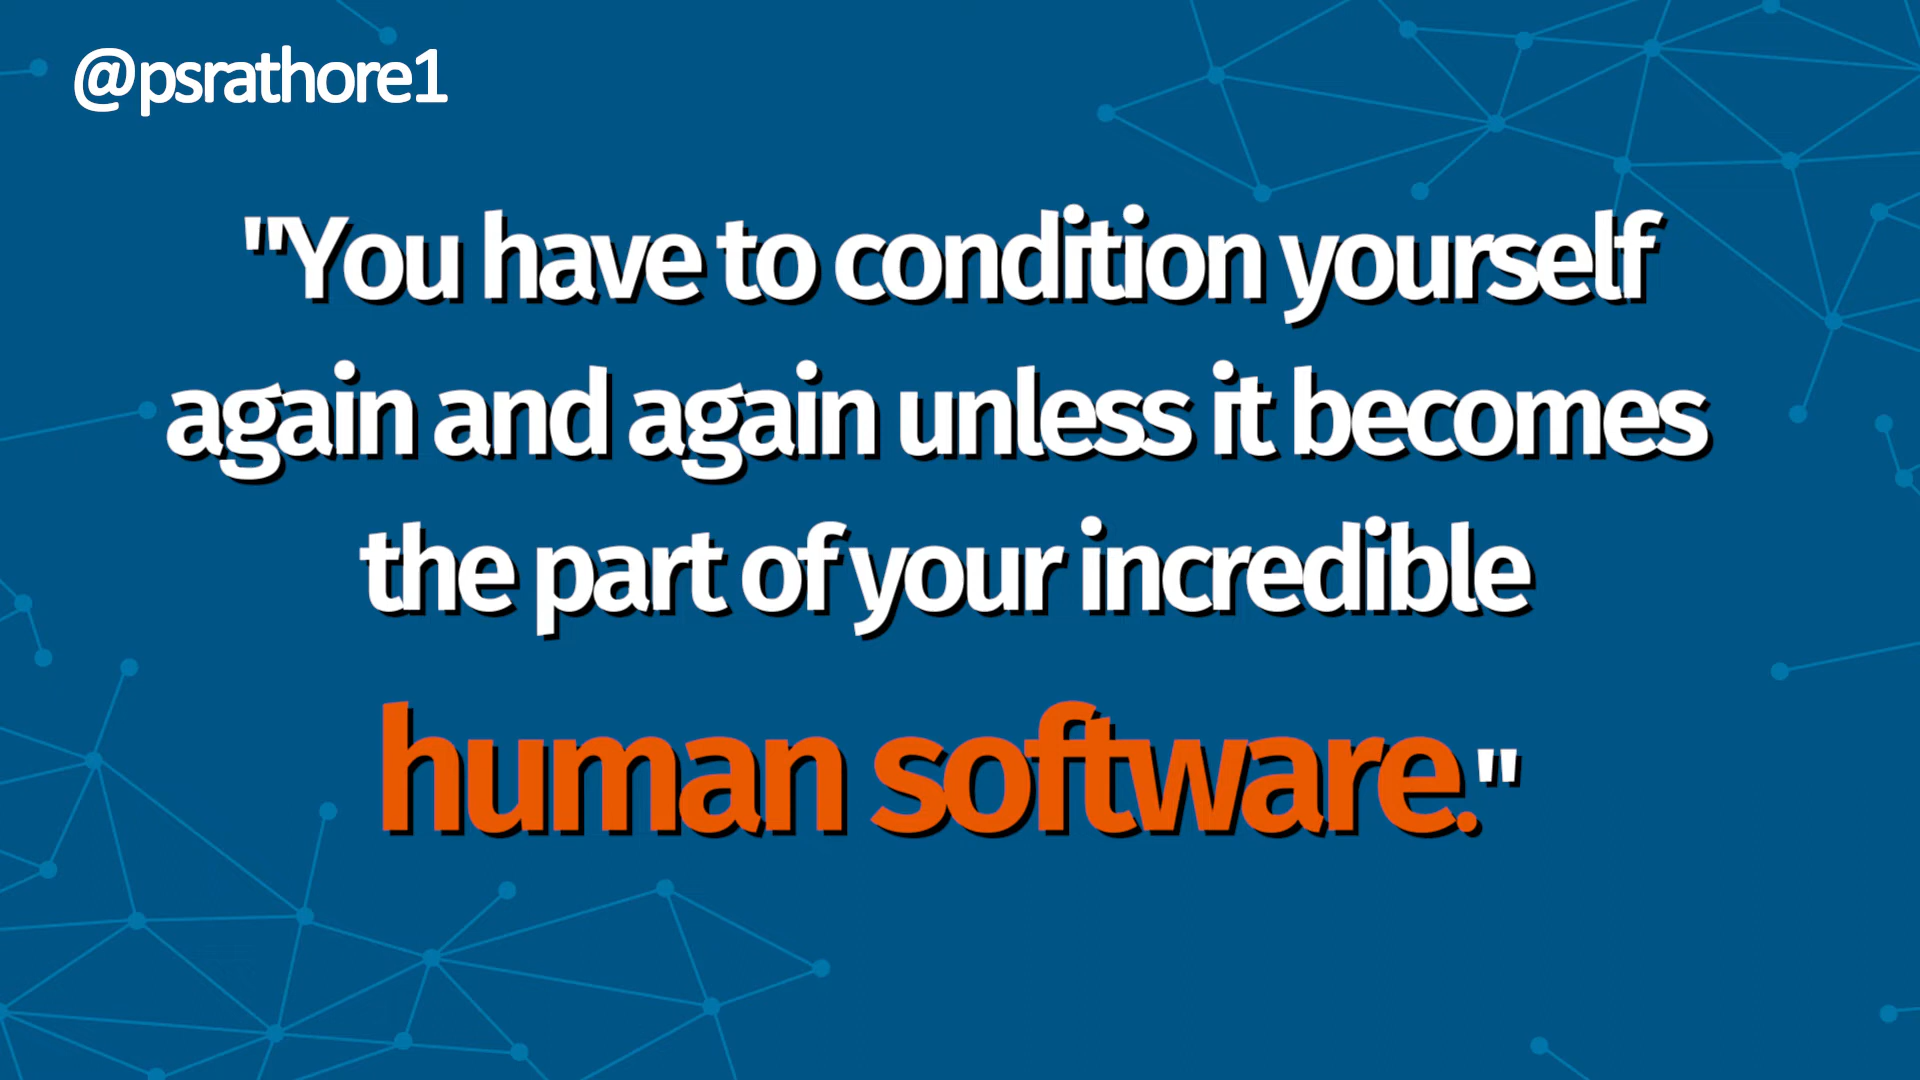 @psrathore1
"You have to condition yourself
again and again unless it becomes
the part of your incredible
human software."